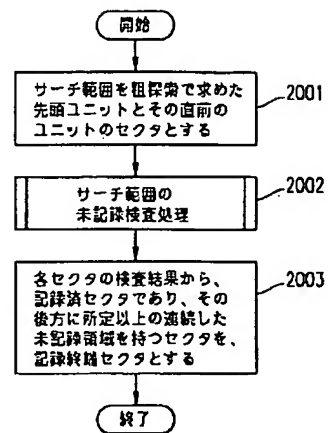 開始
サーチ範囲を粗探索で求めた
先頭ユニットとその直前の
ユニットのセクタとする
2001
サーチ範囲の
未記録検査処理
2002
各セクタの検査結果から、
記録済セクタであり、その
後方に所定以上の連続した
未記録領域を持つセクタを、
記録終端セクタとする
2003
終了